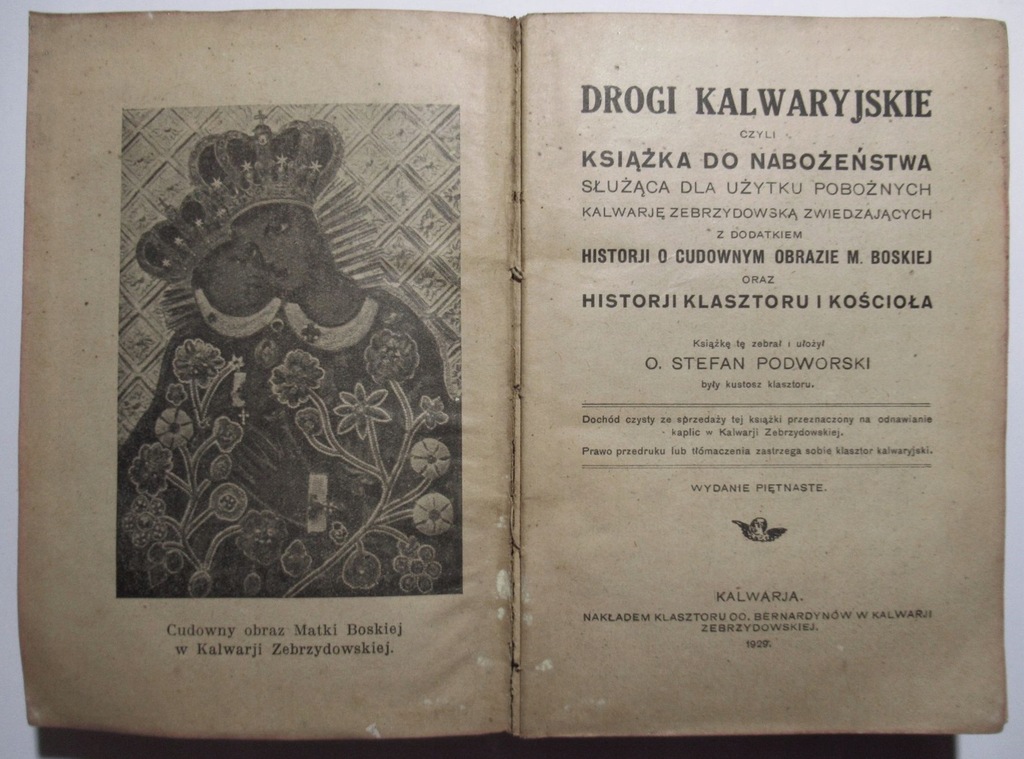 Cudowny obraz Matki Boskiej
w Kalwarji Zebrzydowskiej.
DROGI KALWARYJSKIE
CZYLI
KSIĄŻKA DO NABOŻEŃSTWA
SŁUŻĄCA DLA UŻYTKU POBOŻNYCH
KALWARJĘ ZEBRZYDOWSKĄ ZWIEDZAJĄCYCH
Z DODATKIEM
HISTORJI O CUDOWNYM OBRAZIE M. BOSKIEJ
ORAZ
HISTORJI KLASZTORU I KOŚCIOŁA
Książkę tę zebrał i ułożył
O. STEFAN PODWORSKI
były kustosz klasztoru.
Dochód czysty ze sprzedaży tej książki przeznaczony na odnawianie
kaplic w Kalwarji Zebrzydowskiej.
Prawo przedruku lub tłómaczenia zastrzega sobie klasztor kalwaryjski.
WYDANIE PIĘTNASTE.
KALWARJA.
NAKŁADEM KLASZTORU OO. BERNARDYNÓW W KALWARJI
ZEBRZYDOWSKIEJ.
1929.